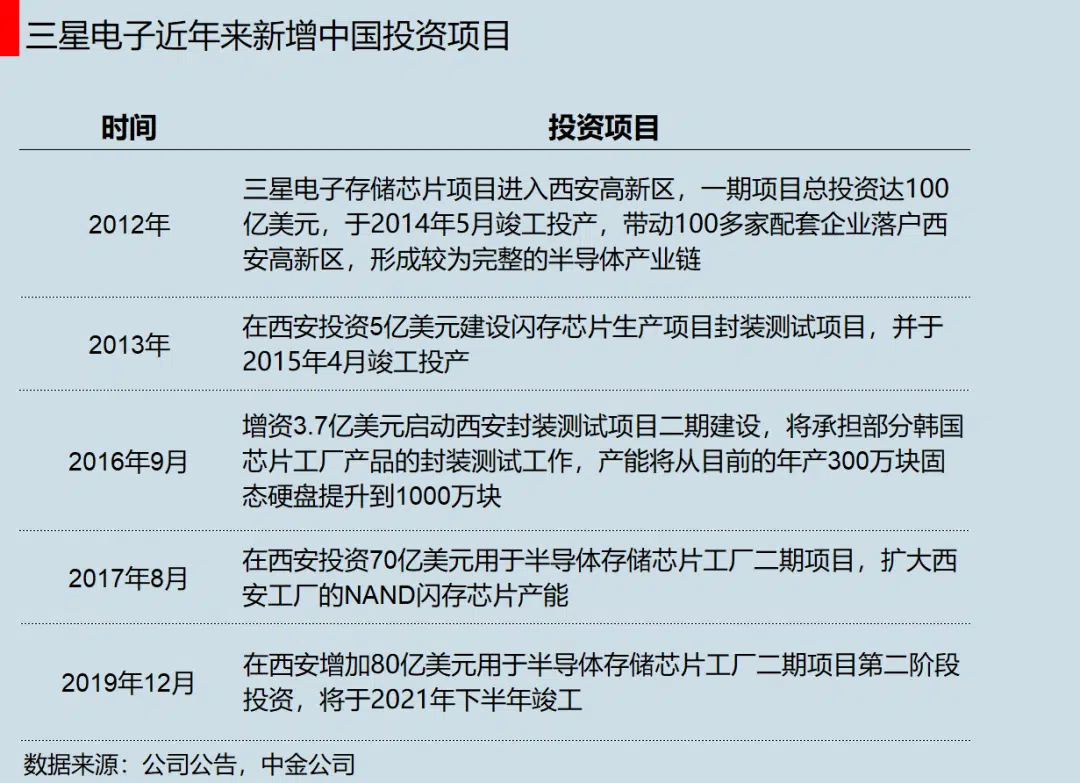 三星电子近年来新增中国投资项目
时间 投资项目
2012年
三星电子存储芯片项目进入西安高新区，一期项目总投资达100
亿美元，于2014年5月竣工投产，带动100多家配套企业落户西
安高新区，形成较为完整的半导体产业链
2013年
在西安投资5亿美元建设闪存芯片生产项目封装测试项目，并于
2015年4月竣工投产
2016年9月
增资3.7亿美元启动西安封装测试项目二期建设，将承担部分韩国
芯片工厂产品的封装测试工作，产能将从目前的年产300万块固
态硬盘提升到1000万块
2017年8月
在西安投资70亿美元用于半导体存储芯片工厂二期项目，扩大西
安工厂的NAND闪存芯片产能
2019年12月
在西安增加80亿美元用于半导体存储芯片工厂二期项目第二阶段
投资，将于2021年下半年竣工
数据来源：公司公告，中金公司